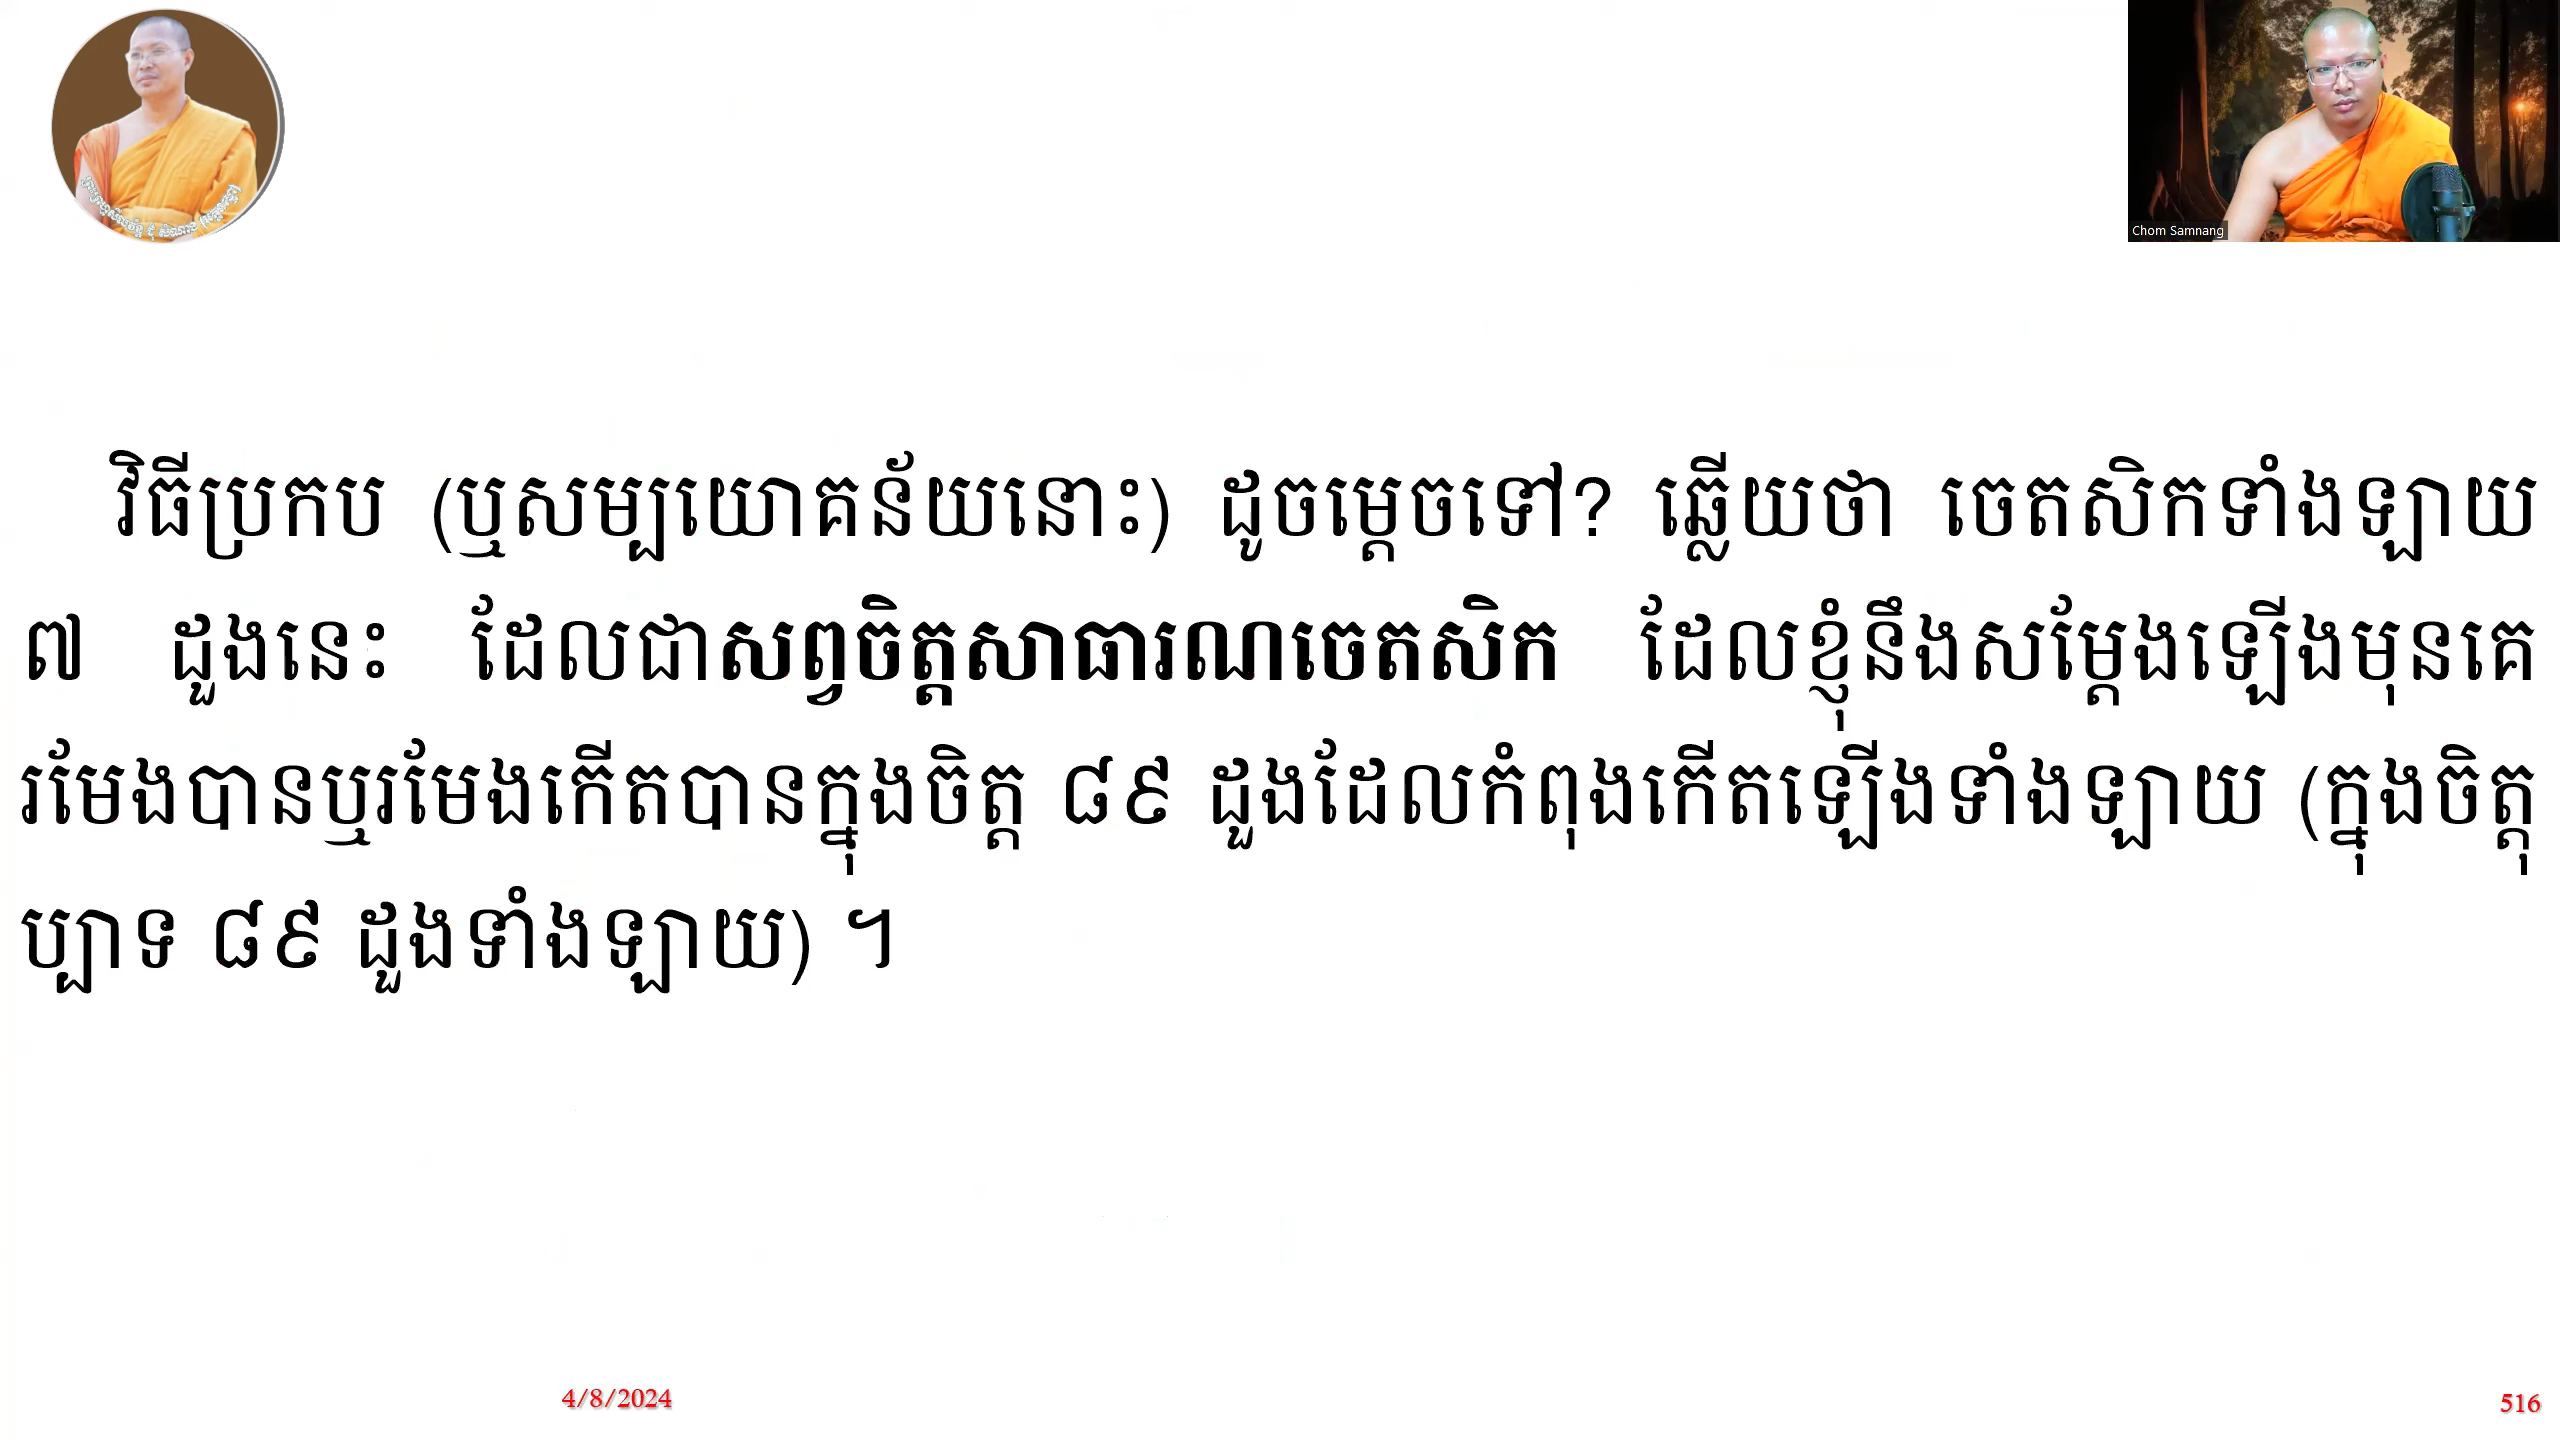 Chom Samnang
វិធីប្រកប (ឬសម្បយោគន័យនោះ) ដូចម្ដេចទៅ? ឆ្លើយថា ចេតសិកទាំងឡាយ
៧ ដួងនេះ ដែលជាសព្វចិត្តសាធារណចេតសិក ដែលខ្ញុំនឹងសម្ដែងឡើងមុនគេ
រមែងបានឬរមែងកើតបានក្នុងចិត្ត ៨៩ ដួងដែលកំពុងកើតឡើងទាំងឡាយ (ក្នុងចិត្តុ
ប្បាទ ៨៩ ដួងទាំងឡាយ) ។
4/8/2024
516